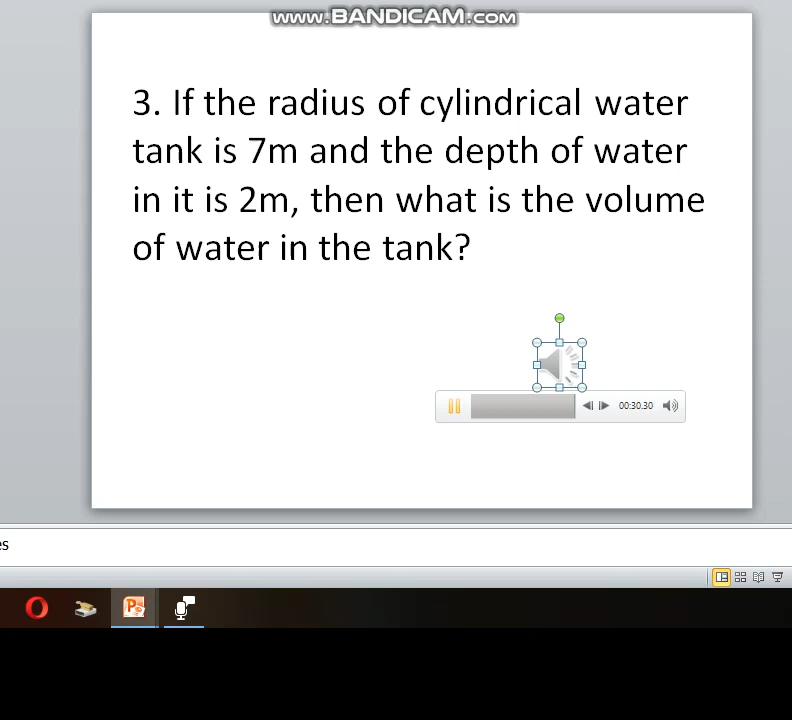 www.BANDICAM.com
3. If the radius of cylindrical water
tank is 7m and the depth of water
in it is 2m, then what is the volume
of water in the tank?
00:30.30
es
P